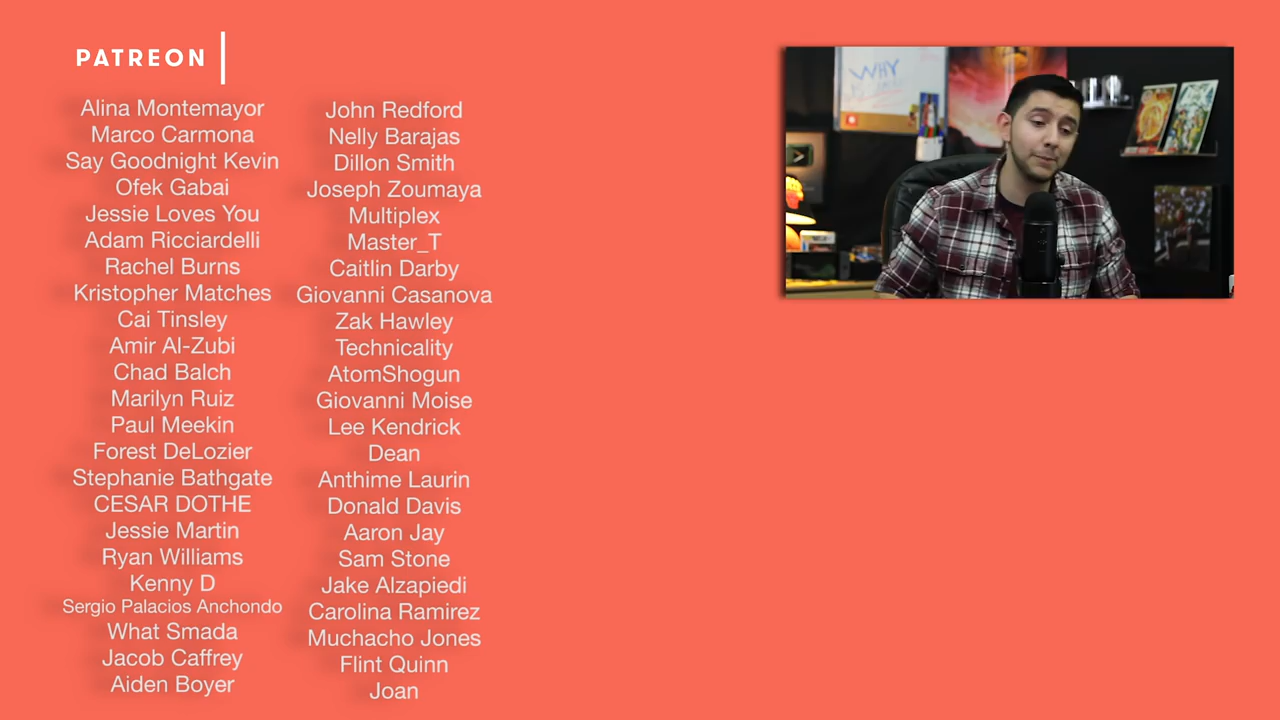 PATREON
Alina Montemayor
Marco Carmona
Say Goodnight Kevin
Ofek Gabai
Jessie Loves You
Adam Ricciardelli
Rachel Burns
Kristopher Matches
Cai Tinsley
Amir Al-Zubi
Chad Balch
Marilyn Ruiz
Paul Meekin
Forest DeLozier
Stephanie Bathgate
CESAR DOTHE
Jessie Martin
Ryan Williams
Kenny D
Sergio Palacios Anchondo
What Smada
Jacob Caffrey
Aiden Boyer
John Redford
Nelly Barajas
Dillon Smith
Joseph Zoumaya
Multiplex
Master_T
Caitlin Darby
Giovanni Casanova
Zak Hawley
Technicality
AtomShogun
Giovanni Moise
Lee Kendrick
Dean
Anthime Laurin
Donald Davis
Aaron Jay
Sam Stone
Jake Alzapiedi
Carolina Ramirez
Muchacho Jones
Flint Quinn
Joan
WHY